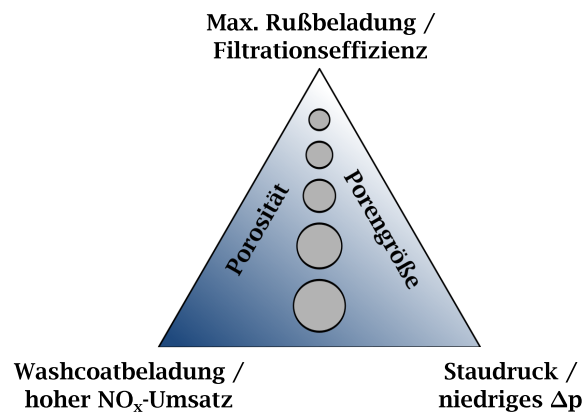 Max. Rußbeladung /
Filtrationseffizienz
Porosität
Porengröße
Washcoatbeladung /
hoher NOₓ-Umsatz
Staudruck /
niedriges Δp